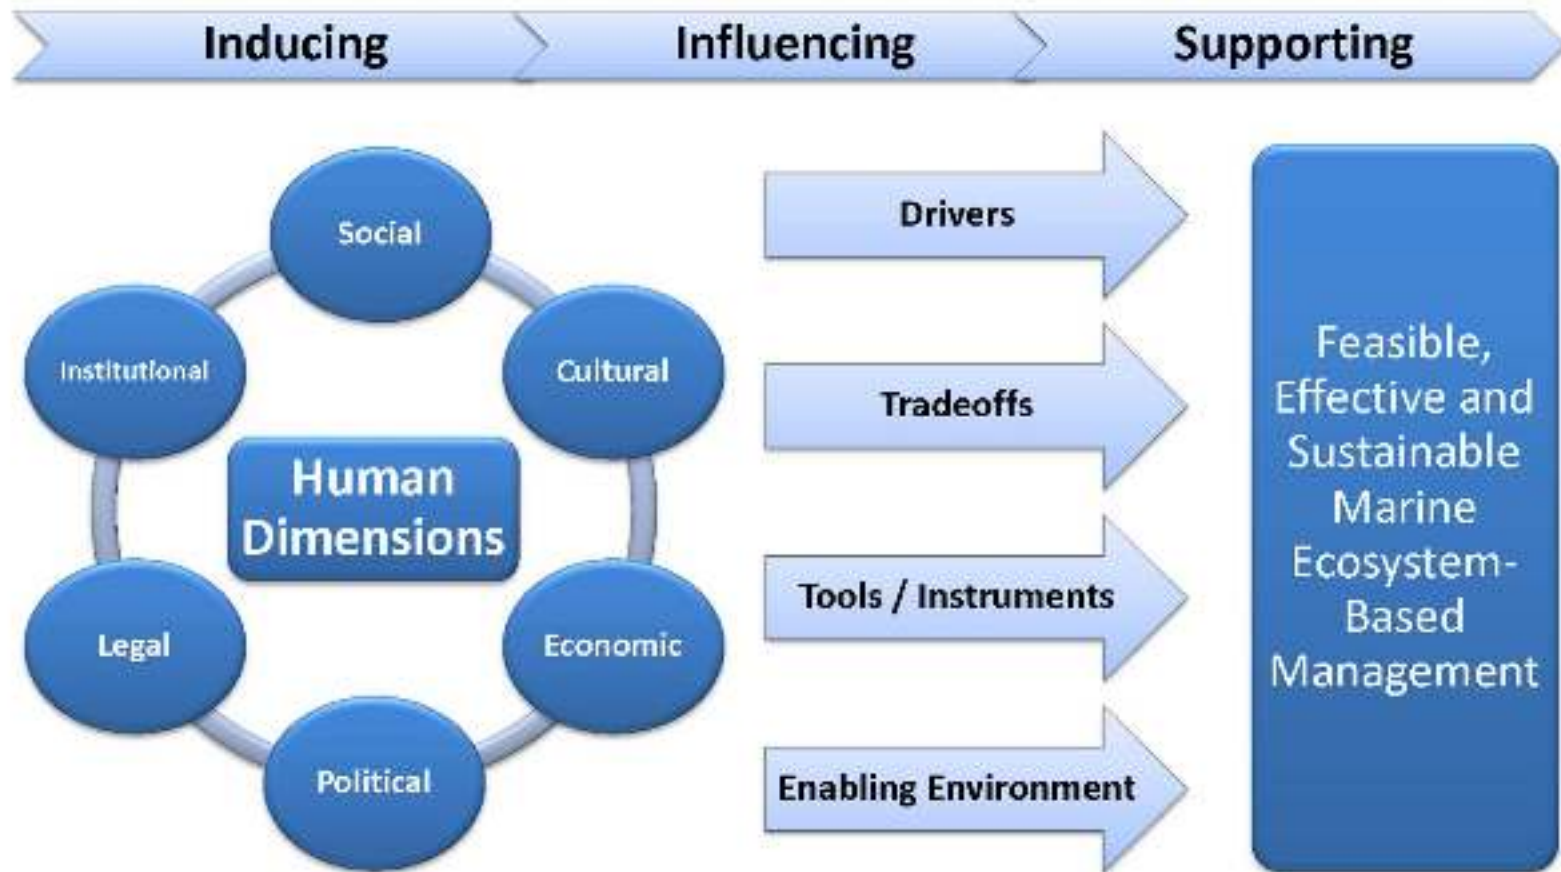 Inducing
Influencing
Supporting
Social
Cultural
Economic
Political
Legal
Institutional
Human
Dimensions
Drivers
Tradeoffs
Tools / Instruments
Enabling Environment
Feasible,
Effective and
Sustainable
Marine
Ecosystem-
Based
Management